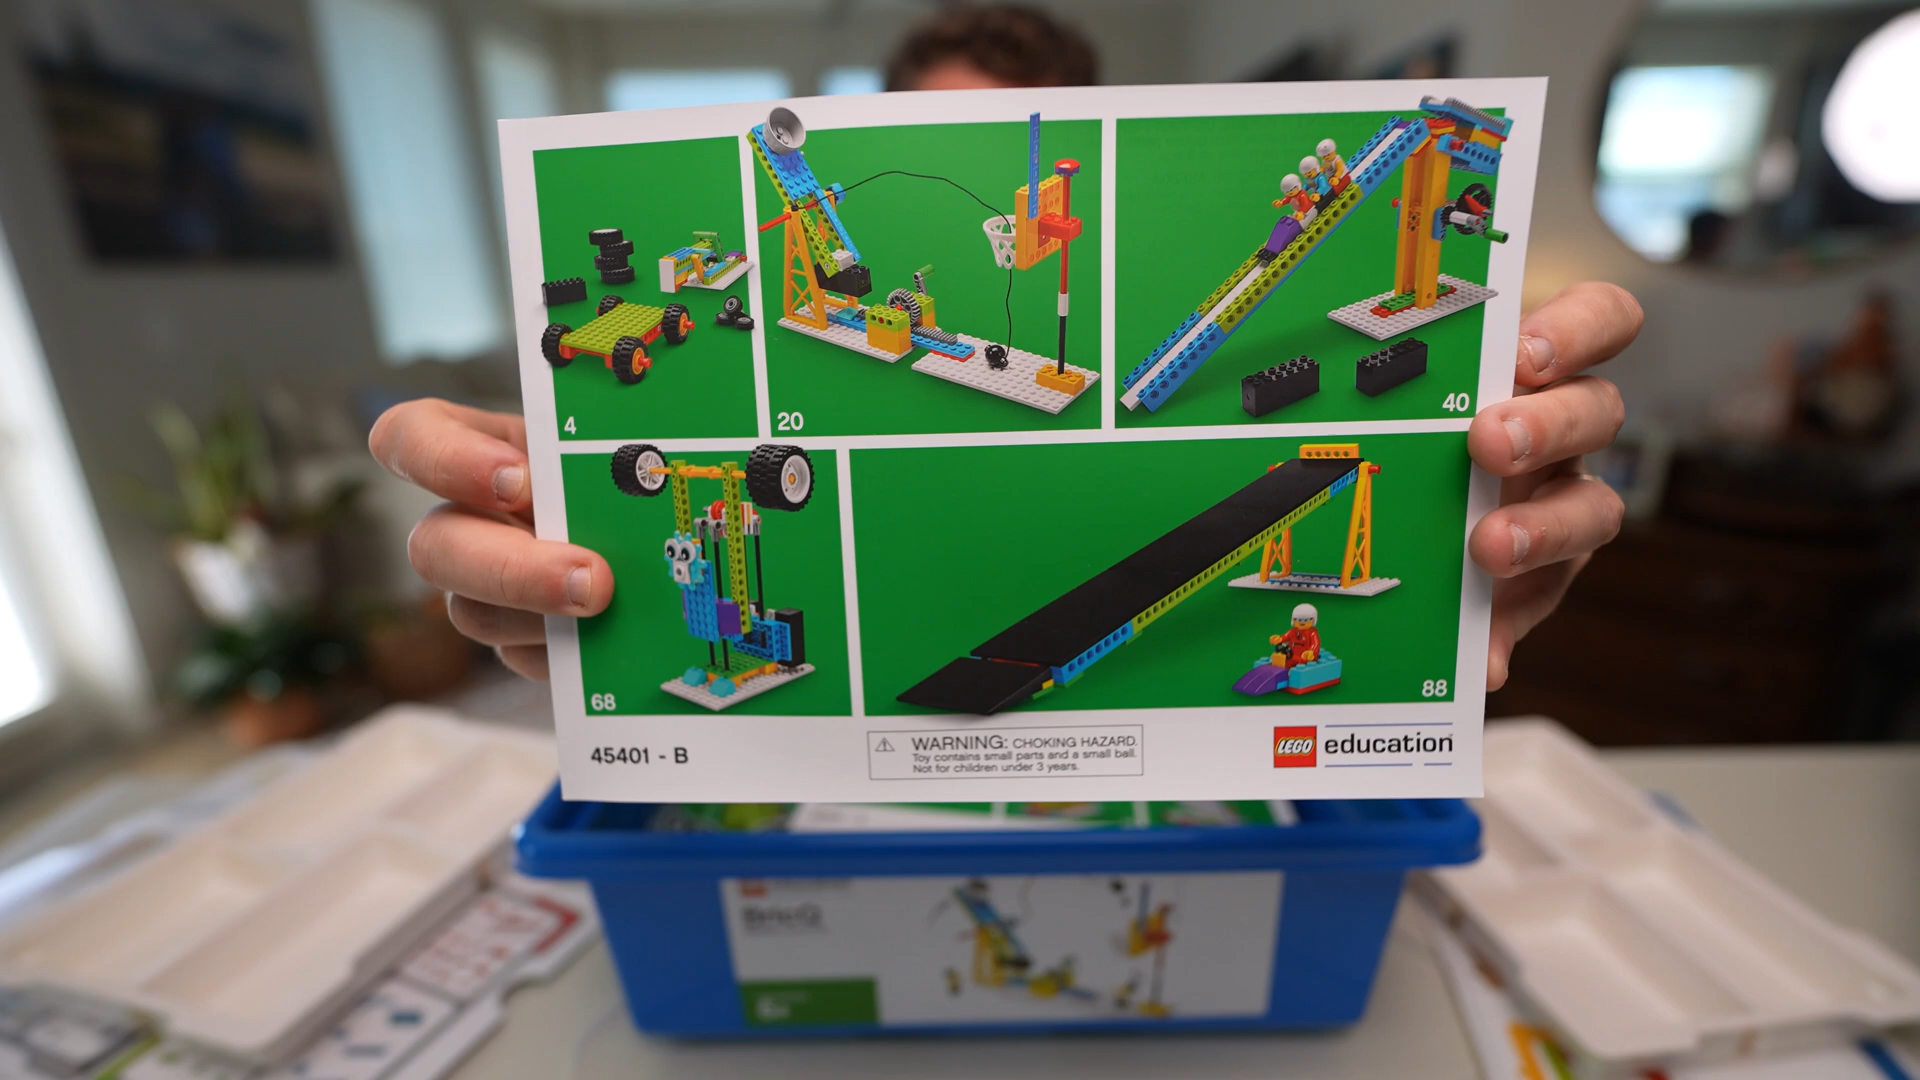 4
20
40
68
88
45401 - B
WARNING: CHOKING HAZARD.
Toy contains small parts and a small ball.
Not for children under 3 years.
LEGO education
BricQ